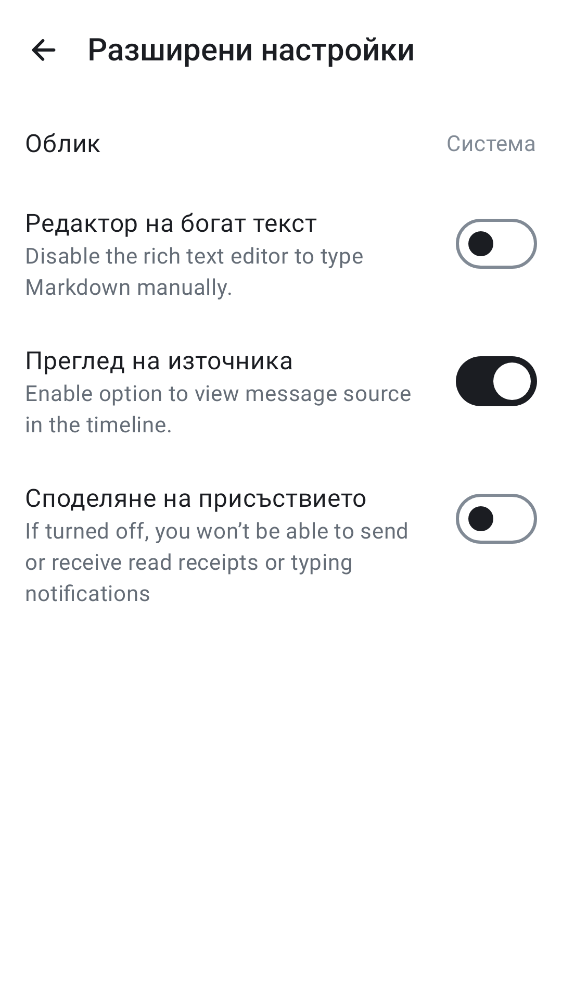 Разширени настройки
Облик
Система
Редактор на богат текст
Disable the rich text editor to type
Markdown manually.
Преглед на източника
Enable option to view message source
in the timeline.
Споделяне на присъствието
If turned off, you won’t be able to send
or receive read receipts or typing
notifications